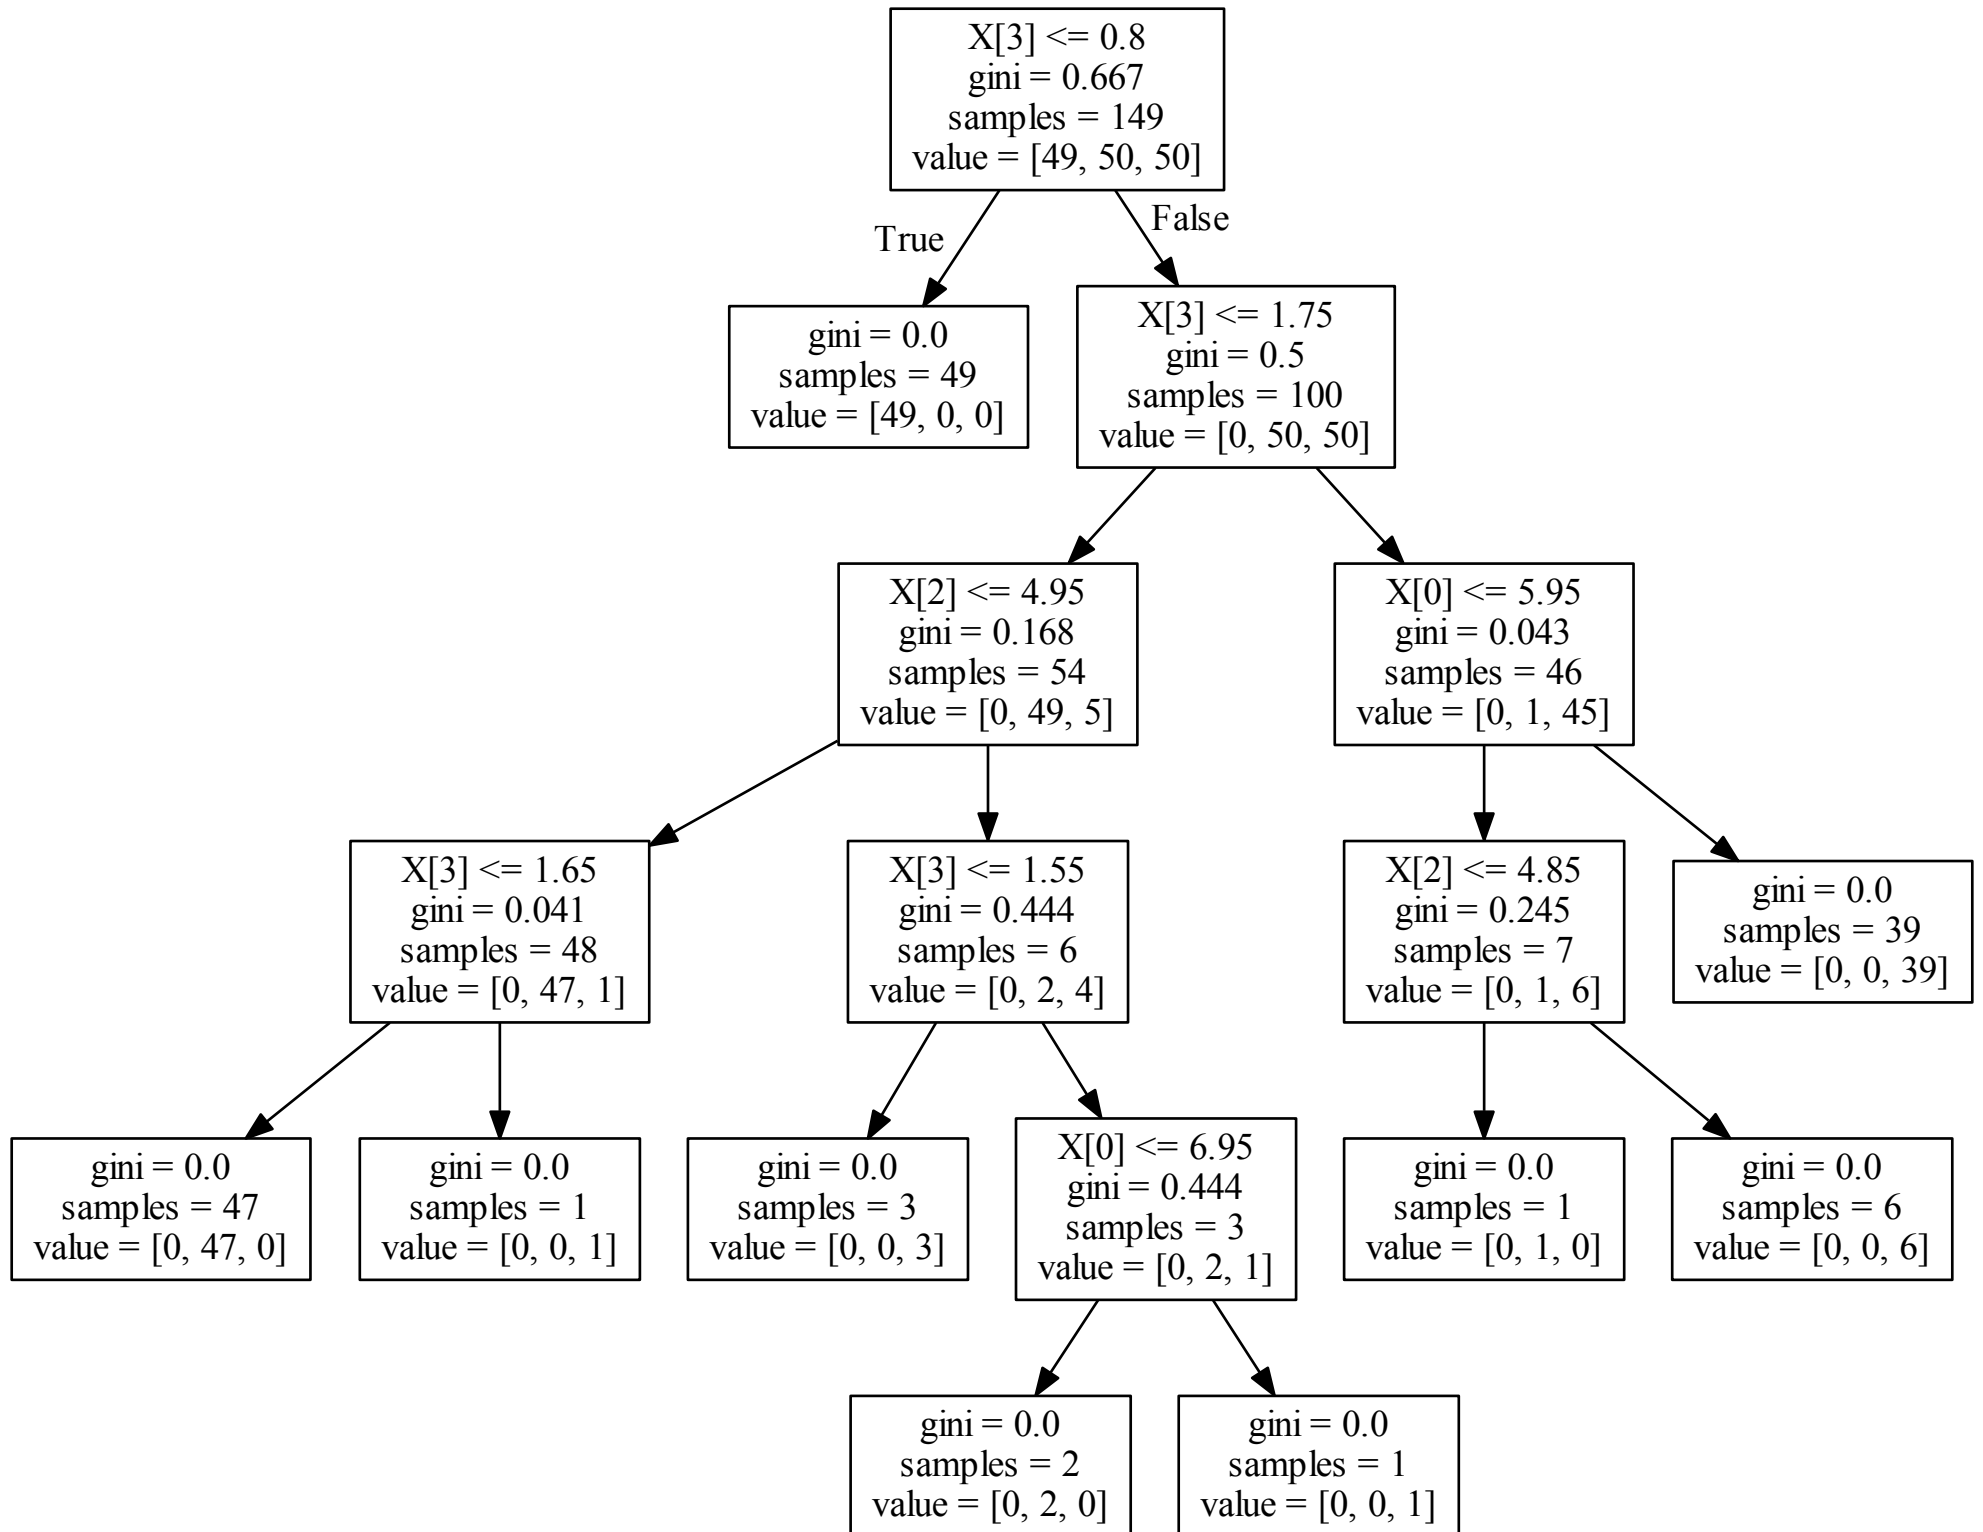 X[3] <= 0.8
gini = 0.667
samples = 149
value = [49, 50, 50]
True
False
gini = 0.0
samples = 49
value = [49, 0, 0]
X[3] <= 1.75
gini = 0.5
samples = 100
value = [0, 50, 50]
X[2] <= 4.95
gini = 0.168
samples = 54
value = [0, 49, 5]
X[0] <= 5.95
gini = 0.043
samples = 46
value = [0, 1, 45]
X[3] <= 1.65
gini = 0.041
samples = 48
value = [0, 47, 1]
X[3] <= 1.55
gini = 0.444
samples = 6
value = [0, 2, 4]
X[2] <= 4.85
gini = 0.245
samples = 7
value = [0, 1, 6]
gini = 0.0
samples = 39
value = [0, 0, 39]
gini = 0.0
samples = 47
value = [0, 47, 0]
gini = 0.0
samples = 1
value = [0, 0, 1]
gini = 0.0
samples = 3
value = [0, 0, 3]
X[0] <= 6.95
gini = 0.444
samples = 3
value = [0, 2, 1]
gini = 0.0
samples = 1
value = [0, 1, 0]
gini = 0.0
samples = 6
value = [0, 0, 6]
gini = 0.0
samples = 2
value = [0, 2, 0]
gini = 0.0
samples = 1
value = [0, 0, 1]